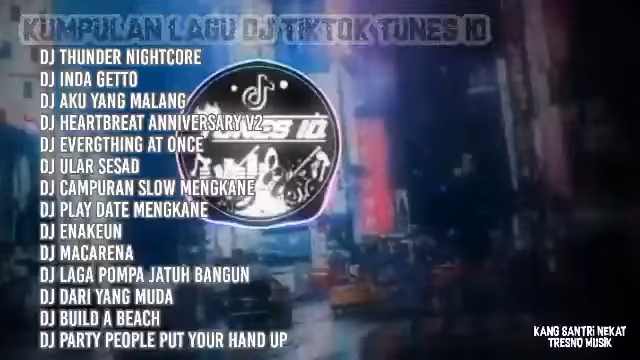 KUMPULAN LAGU DJ TIKTOK TUNES ID
DJ THUNDER NIGHTCORE
DJ INDA GETTO
DJ AKU YANG MALANG
DJ HEARTBREAT ANNIVERSARY V2
TUNES ID
DJ EVERGTHING AT ONCE
DJ ULAR SESAD
DJ CAMPURAN SLOW MENGKANE
DJ PLAY DATE MENGKANE
DJ ENAKEUN
DJ MACARENA
DJ LAGA POMPA JATUH BANGUN
DJ DARI YANG MUDA
DJ BUILD A BEACH
DJ PARTY PEOPLE PUT YOUR HAND UP
KANG SANTRI NEKAT
TRESNO MUSIK